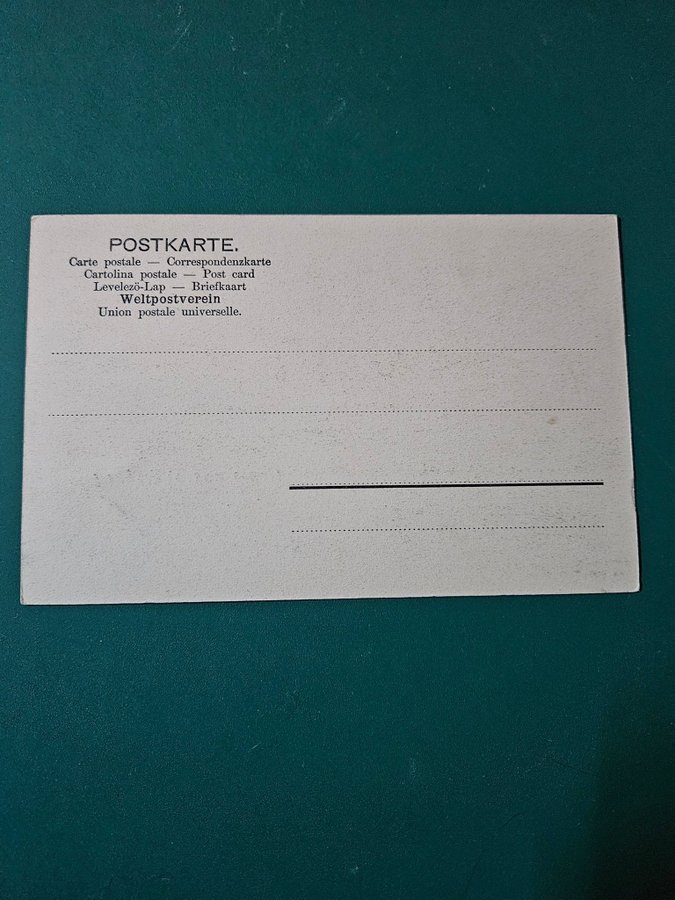 POSTKARTE.
Carte postale — Correspondenzkarte
Cartolina postale — Post card
Levelezö-Lap — Briefkaart
Weltpostverein
Union postale universelle.